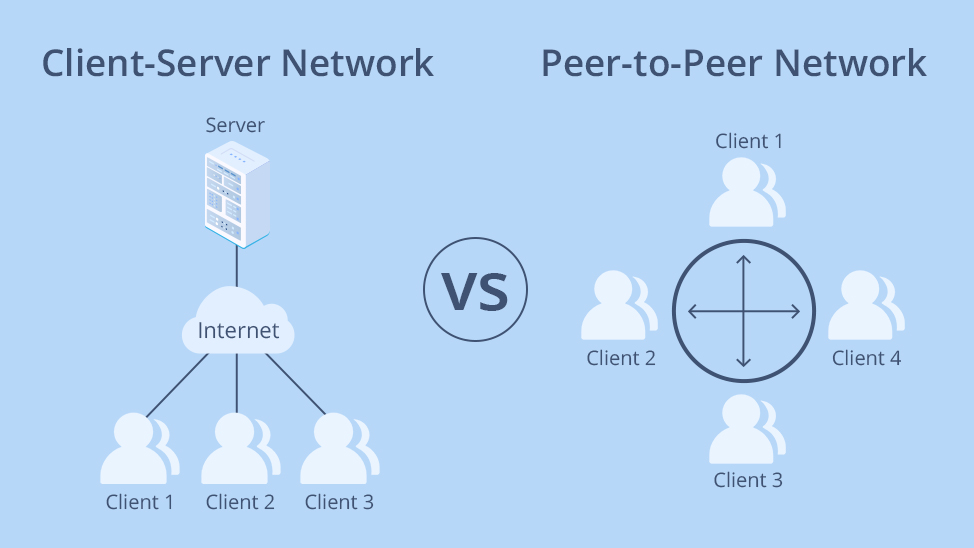 Client-Server Network
Server
Internet
Client 1
Client 2
Client 3
VS
Peer-to-Peer Network
Client 1
Client 2
Client 4
Client 3